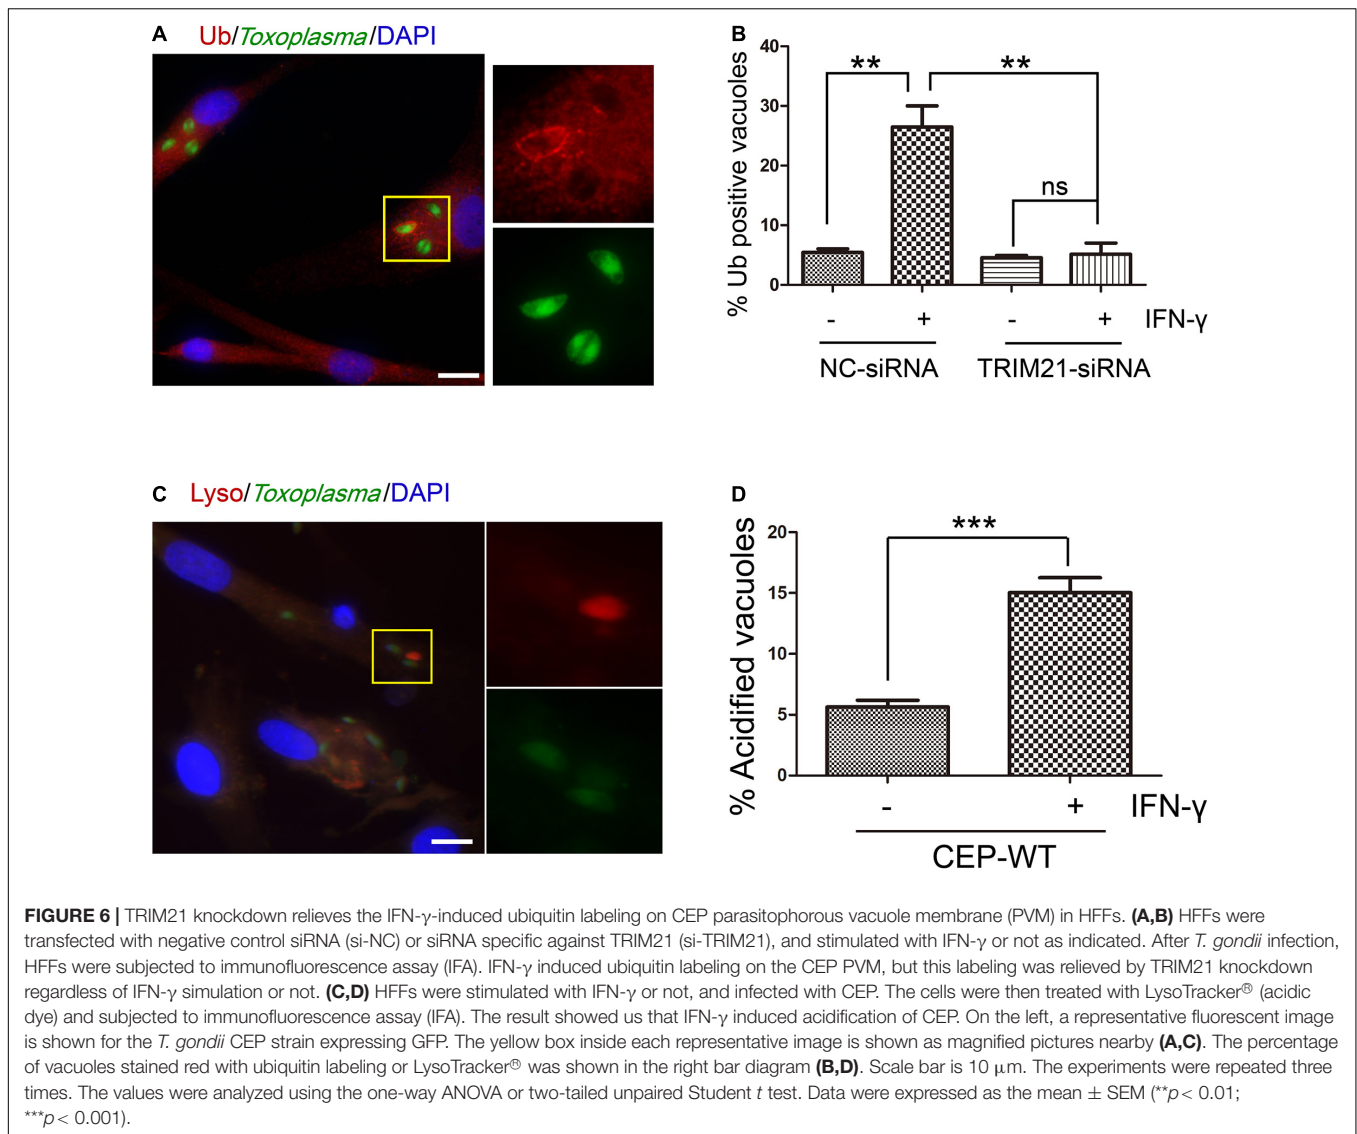 A Ub/Toxoplasma/DAPI
B
% Ub positive vacuoles
40
30
20
10
0
** **
ns
- + - + IFN-γ
NC-siRNA TRIM21-siRNA
C Lyso/Toxoplasma/DAPI
D
% Acidified vacuoles
20
15
10
5
0
***
- + IFN-γ
CEP-WT
FIGURE 6 | TRIM21 knockdown relieves the IFN-γ-induced ubiquitin labeling on CEP parasitophorous vacuole membrane (PVM) in HFFs. (A,B) HFFs were
transfected with negative control siRNA (si-NC) or siRNA specific against TRIM21 (si-TRIM21), and stimulated with IFN-γ or not as indicated. After T. gondii infection,
HFFs were subjected to immunofluorescence assay (IFA). IFN-γ induced ubiquitin labeling on the CEP PVM, but this labeling was relieved by TRIM21 knockdown
regardless of IFN-γ simulation or not. (C,D) HFFs were stimulated with IFN-γ or not, and infected with CEP. The cells were then treated with LysoTracker® (acidic
dye) and subjected to immunofluorescence assay (IFA). The result showed us that IFN-γ induced acidification of CEP. On the left, a representative fluorescent image
is shown for the T. gondii CEP strain expressing GFP. The yellow box inside each representative image is shown as magnified pictures nearby (A,C). The percentage
of vacuoles stained red with ubiquitin labeling or LysoTracker® was shown in the right bar diagram (B,D). Scale bar is 10 μm. The experiments were repeated three
times. The values were analyzed using the one-way ANOVA or two-tailed unpaired Student t test. Data were expressed as the mean ± SEM (**p< 0.01;
***p< 0.001).